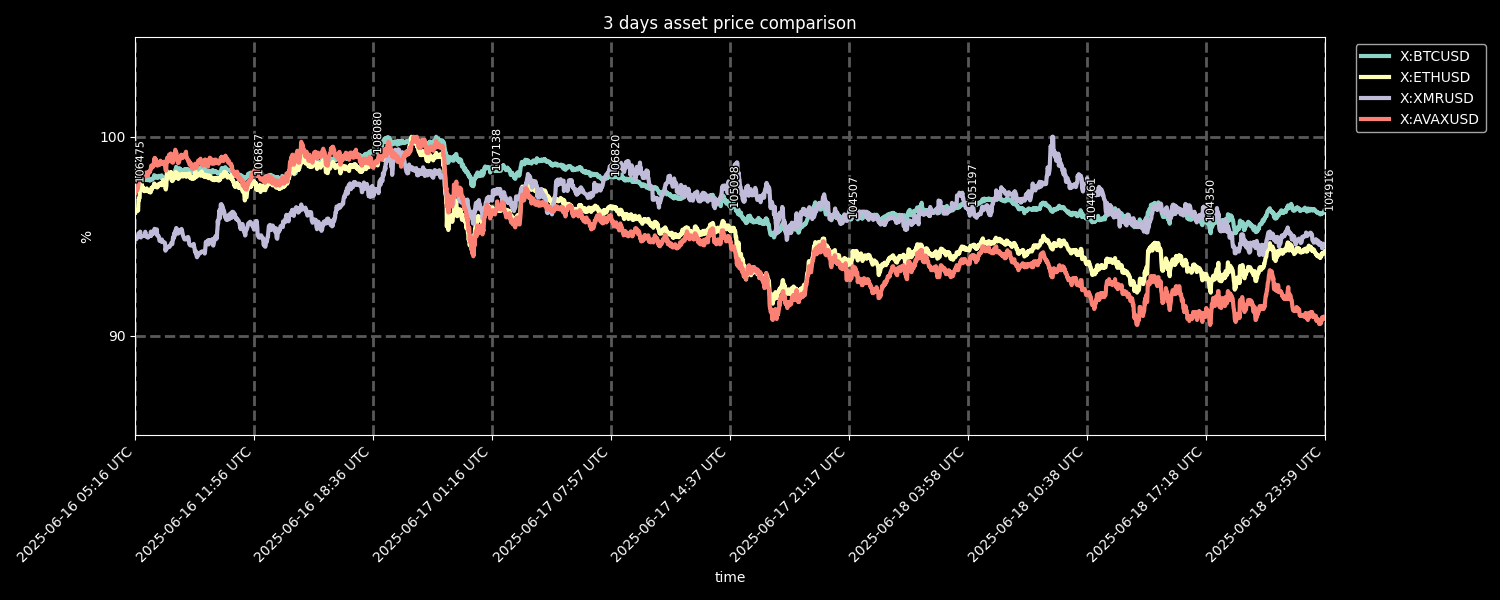 3 days asset price comparison
X:BTCUSD
X:ETHUSD
X:XMRUSD
X:AVAXUSD
100
90
%
106475
106867
108080
107138
106820
105098
104507
105197
104461
104350
104916
2025-06-16 05:16 UTC
2025-06-16 11:56 UTC
2025-06-16 18:36 UTC
2025-06-17 01:16 UTC
2025-06-17 07:57 UTC
2025-06-17 14:37 UTC
2025-06-17 21:17 UTC
2025-06-18 03:58 UTC
2025-06-18 10:38 UTC
2025-06-18 17:18 UTC
2025-06-18 23:59 UTC
time